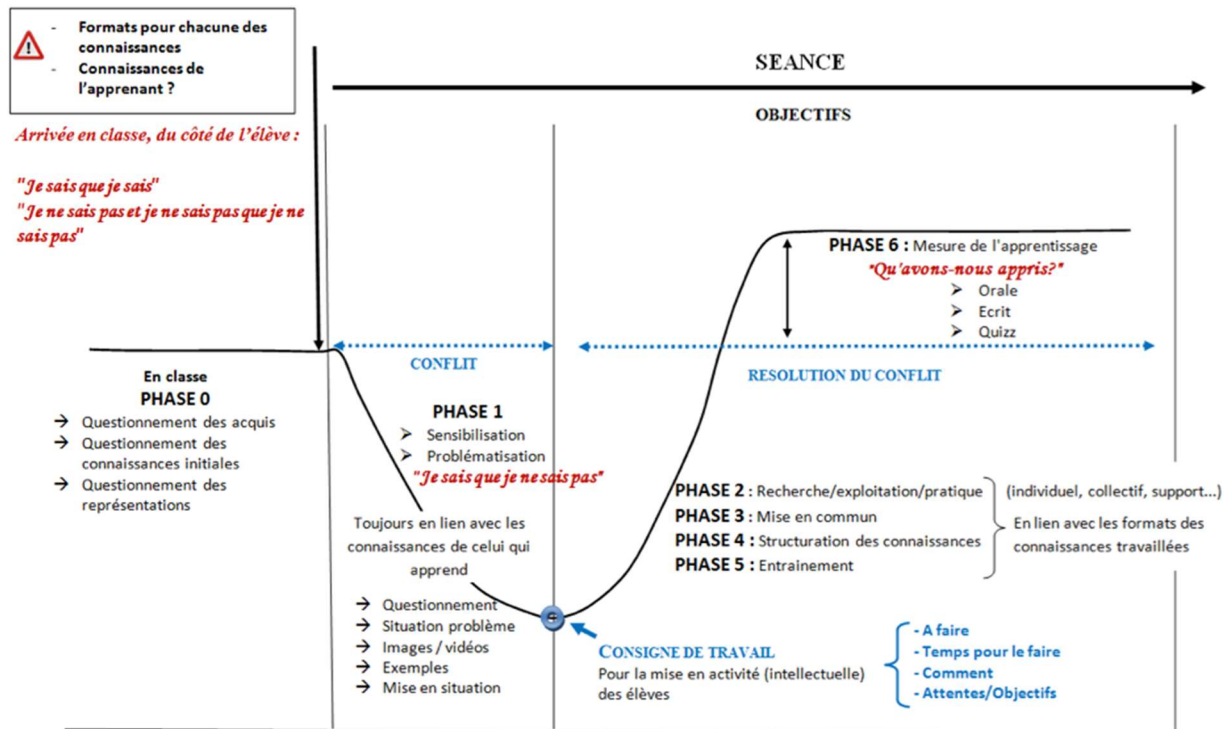 - Formats pour chacune des
connaissances
- Connaissances de
l'apprenant ?
SEANCE
OBJECTIFS
Arrivée en classe, du côté de l'élève :
"Je sais que je sais"
"Je ne sais pas et je ne sais pas que je ne
sais pas"
PHASE 6 : Mesure de l'apprentissage
"Qu'avons-nous appris?"
➢ Orale
➢ Ecrit
➢ Quizz
CONFLIT
RESOLUTION DU CONFLIT
En classe
PHASE 0
→ Questionnement des acquis
→ Questionnement des
connaissances initiales
→ Questionnement des
représentations
PHASE 1
➢ Sensibilisation
➢ Problématisation
"Je sais que je ne sais pas"
Toujours en lien avec les
connaissances de celui qui
apprend
→ Questionnement
→ Situation problème
→ Images / vidéos
→ Exemples
→ Mise en situation
PHASE 2 : Recherche/exploitation/pratique
PHASE 3 : Mise en commun
PHASE 4 : Structuration des connaissances
PHASE 5 : Entrainement
(individuel, collectif, support...)
En lien avec les formats des
connaissances travaillées
CONSIGNE DE TRAVAIL
Pour la mise en activité (intellectuelle)
des élèves
- A faire
- Temps pour le faire
- Comment
- Attentes/Objectifs